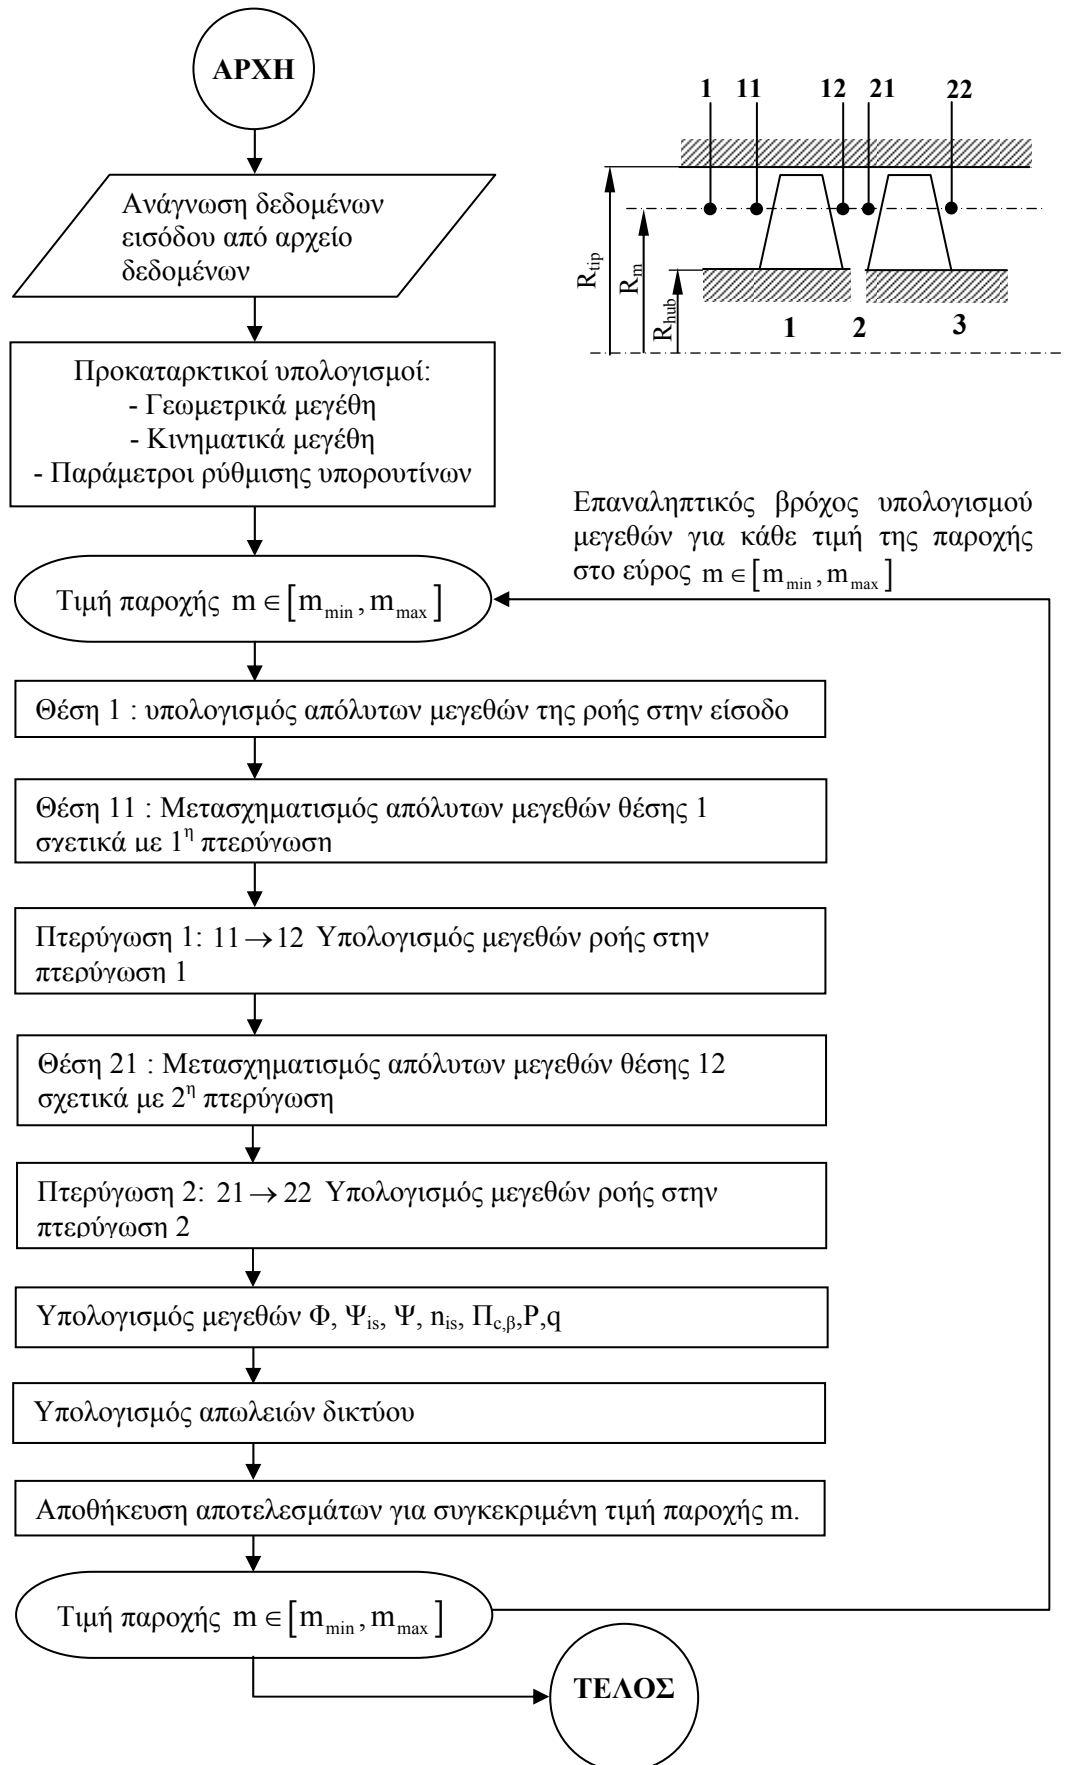 ΑΡΧΗ
Ανάγνωση δεδομένων
εισόδου από αρχείο
δεδομένων
1 11 12 21 22
R_tip
R_m
R_hub
1 2 3
Προκαταρκτικοί υπολογισμοί:
- Γεωμετρικά μεγέθη
- Κινηματικά μεγέθη
- Παράμετροι ρύθμισης υπορουτίνων
Επαναληπτικός βρόχος υπολογισμού
μεγεθών για κάθε τιμή της παροχής
στο εύρος m ∈ [m_min, m_max]
Τιμή παροχής m ∈ [m_min, m_max]
Θέση 1 : υπολογισμός απόλυτων μεγεθών της ροής στην είσοδο
Θέση 11 : Μετασχηματισμός απόλυτων μεγεθών θέσης 1
σχετικά με 1^η πτερύγωση
Πτερύγωση 1: 11 → 12 Υπολογισμός μεγεθών ροής στην
πτερύγωση 1
Θέση 21 : Μετασχηματισμός απόλυτων μεγεθών θέσης 12
σχετικά με 2^η πτερύγωση
Πτερύγωση 2: 21 → 22 Υπολογισμός μεγεθών ροής στην
πτερύγωση 2
Υπολογισμός μεγεθών Φ, Ψ_is, Ψ, n_is, Π_c,β,P,q
Υπολογισμός απωλειών δικτύου
Αποθήκευση αποτελεσμάτων για συγκεκριμένη τιμή παροχής m.
Τιμή παροχής m ∈ [m_min, m_max]
ΤΕΛΟΣ